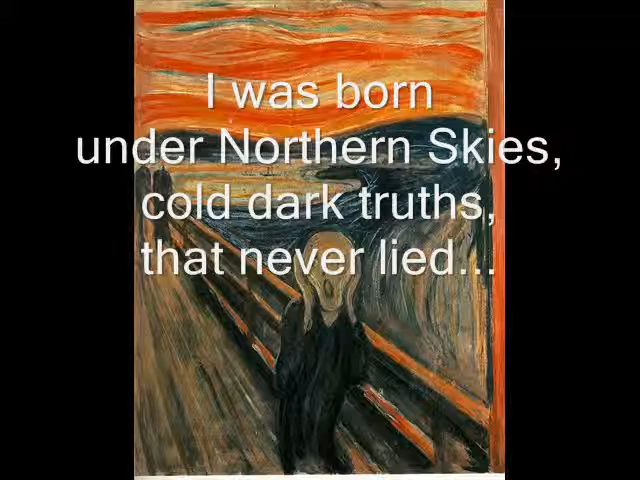 I was born
under Northern Skies,
cold dark truths,
that never lied...